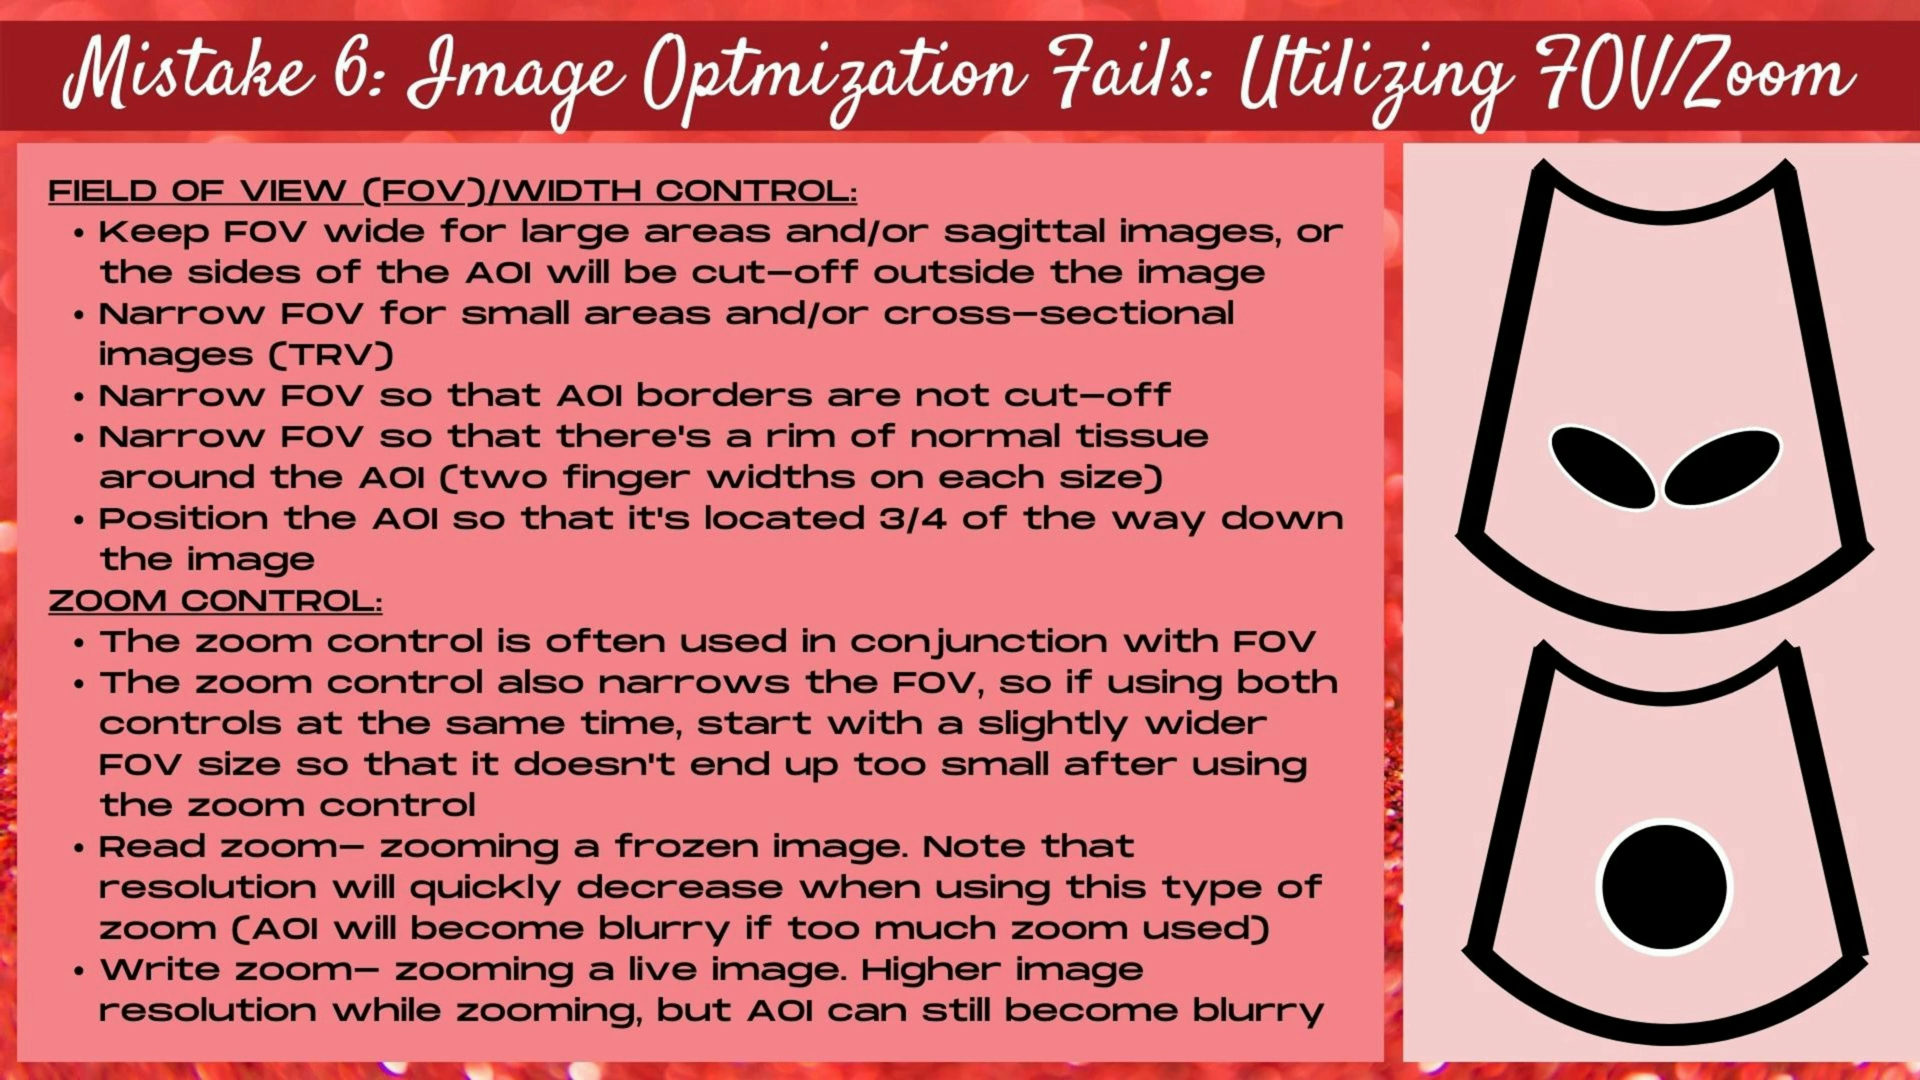 Mistake 6: Image Optmization Fails: Utilizing FOV/Zoom
FIELD OF VIEW (FOV)/WIDTH CONTROL:
• Keep FOV wide for large areas and/or sagittal images, or
the sides of the AOI will be cut-off outside the image
• Narrow FOV for small areas and/or cross-sectional
images (TRV)
• Narrow FOV so that AOI borders are not cut-off
• Narrow FOV so that there's a rim of normal tissue
around the AOI (two finger widths on each size)
• Position the AOI so that it's located 3/4 of the way down
the image
ZOOM CONTROL:
• The zoom control is often used in conjunction with FOV
• The zoom control also narrows the FOV, so if using both
controls at the same time, start with a slightly wider
FOV size so that it doesn't end up too small after using
the zoom control
• Read zoom- zooming a frozen image. Note that
resolution will quickly decrease when using this type of
zoom (AOI will become blurry if too much zoom used)
• Write zoom- zooming a live image. Higher image
resolution while zooming, but AOI can still become blurry